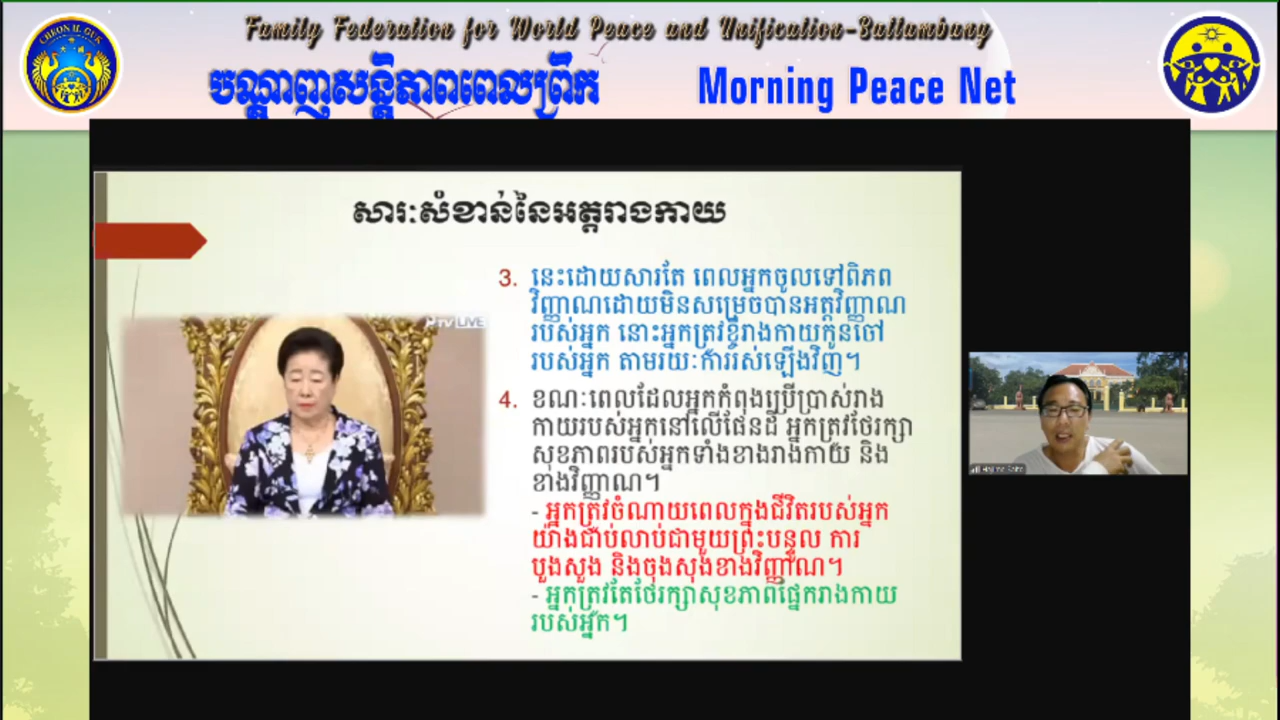 Family Federation for World Peace and Unification-Battambang
បណ្ដាញសន្តិភាពពេលព្រឹក
Morning Peace Net
CHEON IL GUK
សារៈសំខាន់នៃអត្តរាងកាយ
LIVE
3. នេះដោយសារតែ ពេលអ្នកចូលទៅពិភព
វិញ្ញាណដោយមិនសម្រេចបានអត្តវិញ្ញាណ
របស់អ្នក នោះអ្នកត្រូវខ្ចីរាងកាយកូនចៅ
របស់អ្នក តាមរយៈការរស់ឡើងវិញ។
4. ខណៈពេលដែលអ្នកកំពុងប្រើប្រាស់រាង
កាយរបស់អ្នកនៅលើផែនដី អ្នកត្រូវថែរក្សា
សុខភាពរបស់អ្នកទាំងខាងរាងកាយ និង
ខាងវិញ្ញាណ។
- អ្នកត្រូវចំណាយពេលក្នុងជីវិតរបស់អ្នក
យ៉ាងជាប់លាប់ជាមួយព្រះបន្ទូល ការ
បួងសួង និងចុងសុងខាងវិញ្ញាណ។
- អ្នកត្រូវតែថែរក្សាសុខភាពផ្នែករាងកាយ
របស់អ្នក។